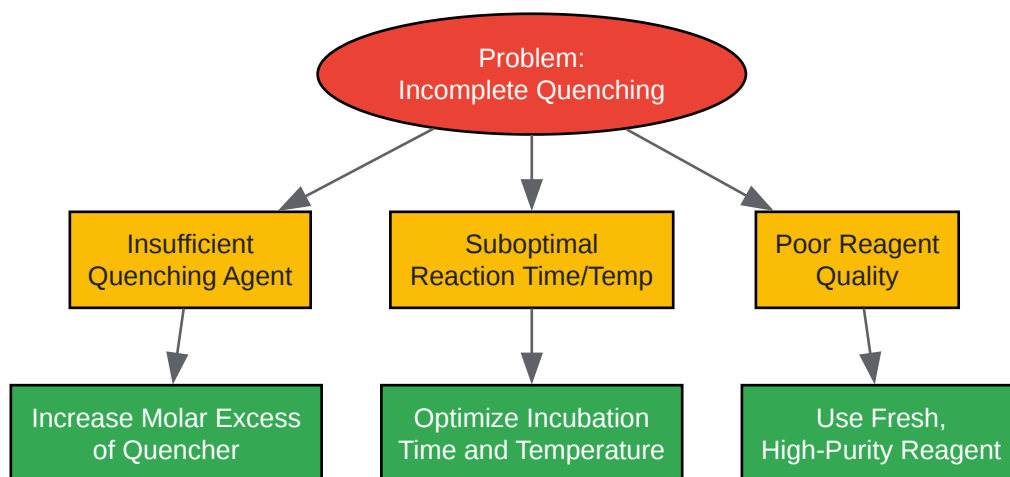 Problem:
Incomplete Quenching
Insufficient
Quenching Agent
Suboptimal
Reaction Time/Temp
Poor Reagent
Quality
Increase Molar Excess
of Quencher
Optimize Incubation
Time and Temperature
Use Fresh,
High-Purity Reagent